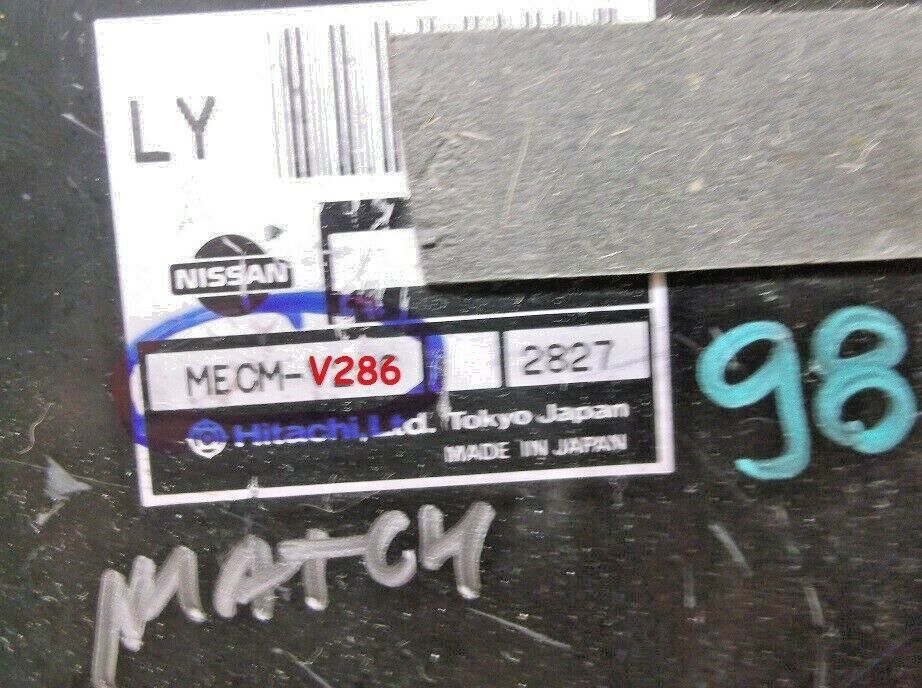 LY
NISSAN
MECM-V286
2827
Hitachi, Ltd. Tokyo Japan
MADE IN JAPAN
98
MATCH